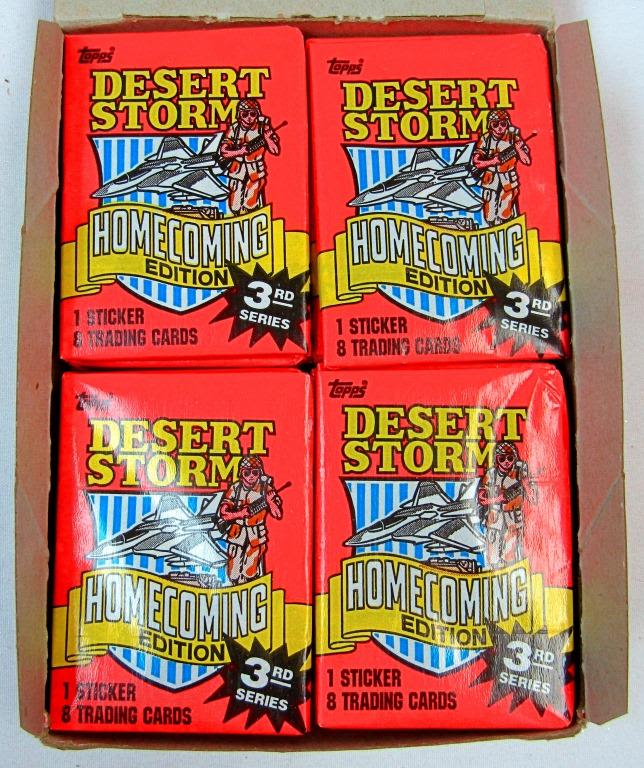 Topps
DESERT
STORM
HOMECOMING
EDITION
3RD
SERIES
1 STICKER
8 TRADING CARDS
Topps
DESERT
STORM
HOMECOMING
EDITION
3RD
SERIES
1 STICKER
8 TRADING CARDS
Topps
DESERT
STORM
HOMECOMING
EDITION
3RD
SERIES
1 STICKER
8 TRADING CARDS
Topps
DESERT
STORM
HOMECOMING
EDITION
3RD
SERIES
1 STICKER
8 TRADING CARDS